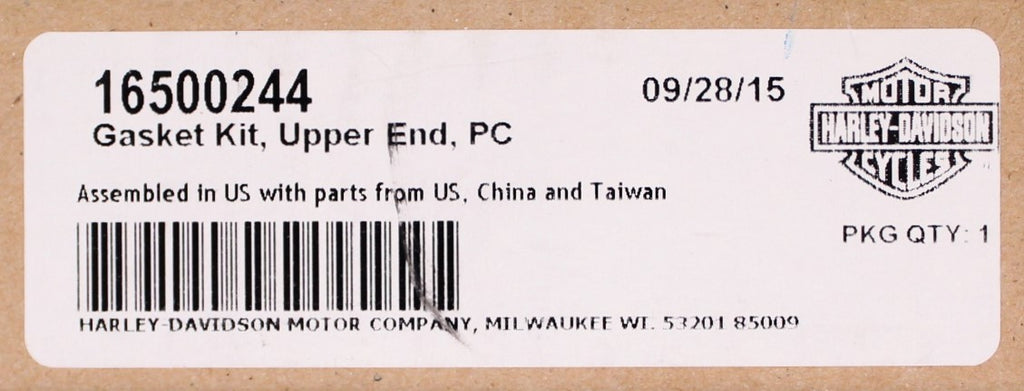 16500244
09/28/15
Gasket Kit, Upper End, PC
MOTOR
HARLEY-DAVIDSON
CYCLES
Assembled in US with parts from US, China and Taiwan
PKG QTY: 1
HARLEY-DAVIDSON MOTOR COMPANY, MILWAUKEE WI. 53201 85009